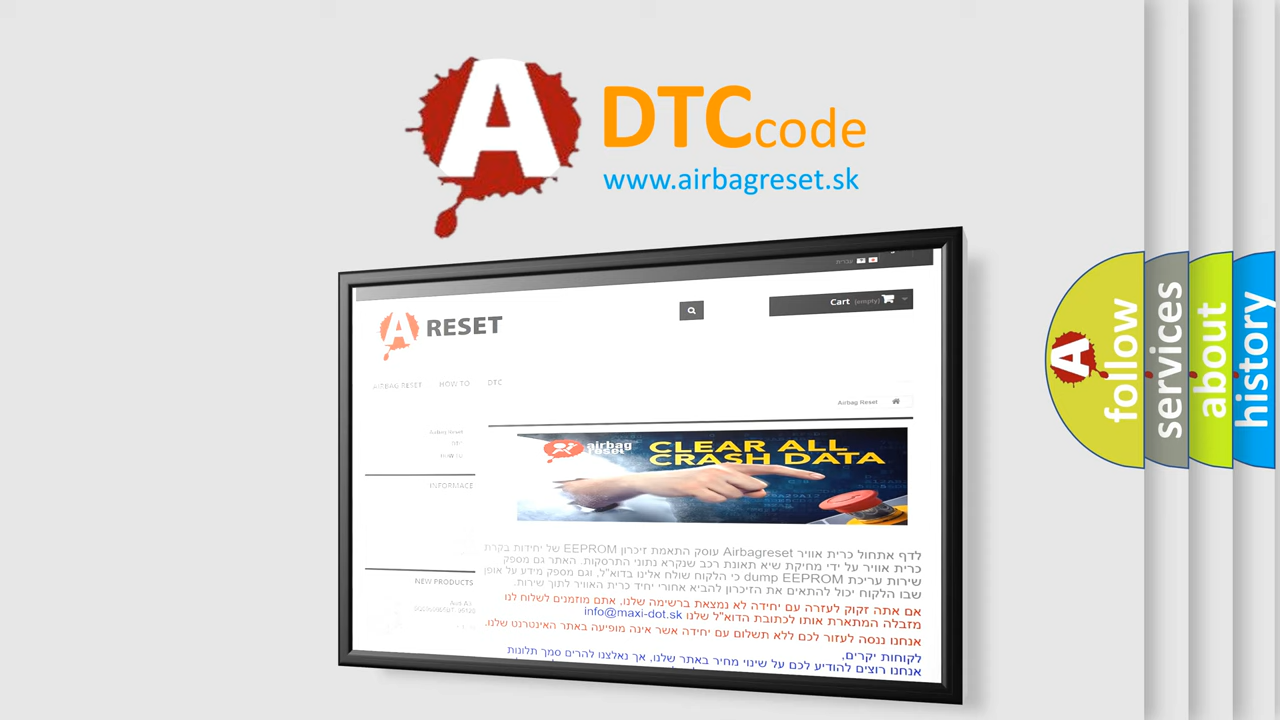 A DTCcode
www.airbagreset.sk
עברית
Cart (empty)
A RESET
AIRBAG RESET HOW TO DTC
Airbag Reset
Airbag Reset
DTC
HOW TO
INFORMACE
airbag
reset
CLEAR ALL
CRASH DATA
לדף אתחול כרית אוויר Airbagreset עוסק התאמת זיכרון EEPROM של יחידות בקרת
כרית אוויר על ידי מחיקת שיא תאונת רכב שנקרא נתוני התרסקות. האתר גם מספק
שירות עריכת dump EEPROM כי הלקוח שולח אלינו בדוא"ל, וגם מספק מידע על אופן
שבו הלקוח יכול להתאים את הזיכרון להביא אחורי יחיד כרית האוויר לתוך שירות.
אם אתה זקוק לעזרה עם יחידה לא נמצאת ברשימה שלנו, אתם מוזמנים לשלוח לנו
מזבלה המתארת אותו לכתובת הדוא"ל שלנו info@maxi-dot.sk
אנחנו ננסה לעזור לכם ללא תשלום עם יחידה אשר אינה מופיעה באתר האינטרנט שלנו.
לקוחות יקרים,
אנחנו רוצים להודיע לכם על שינוי מחיר באתר שלנו, אך נאלצנו להרים סמך תלונות
NEW PRODUCTS
A follow
services
about
history